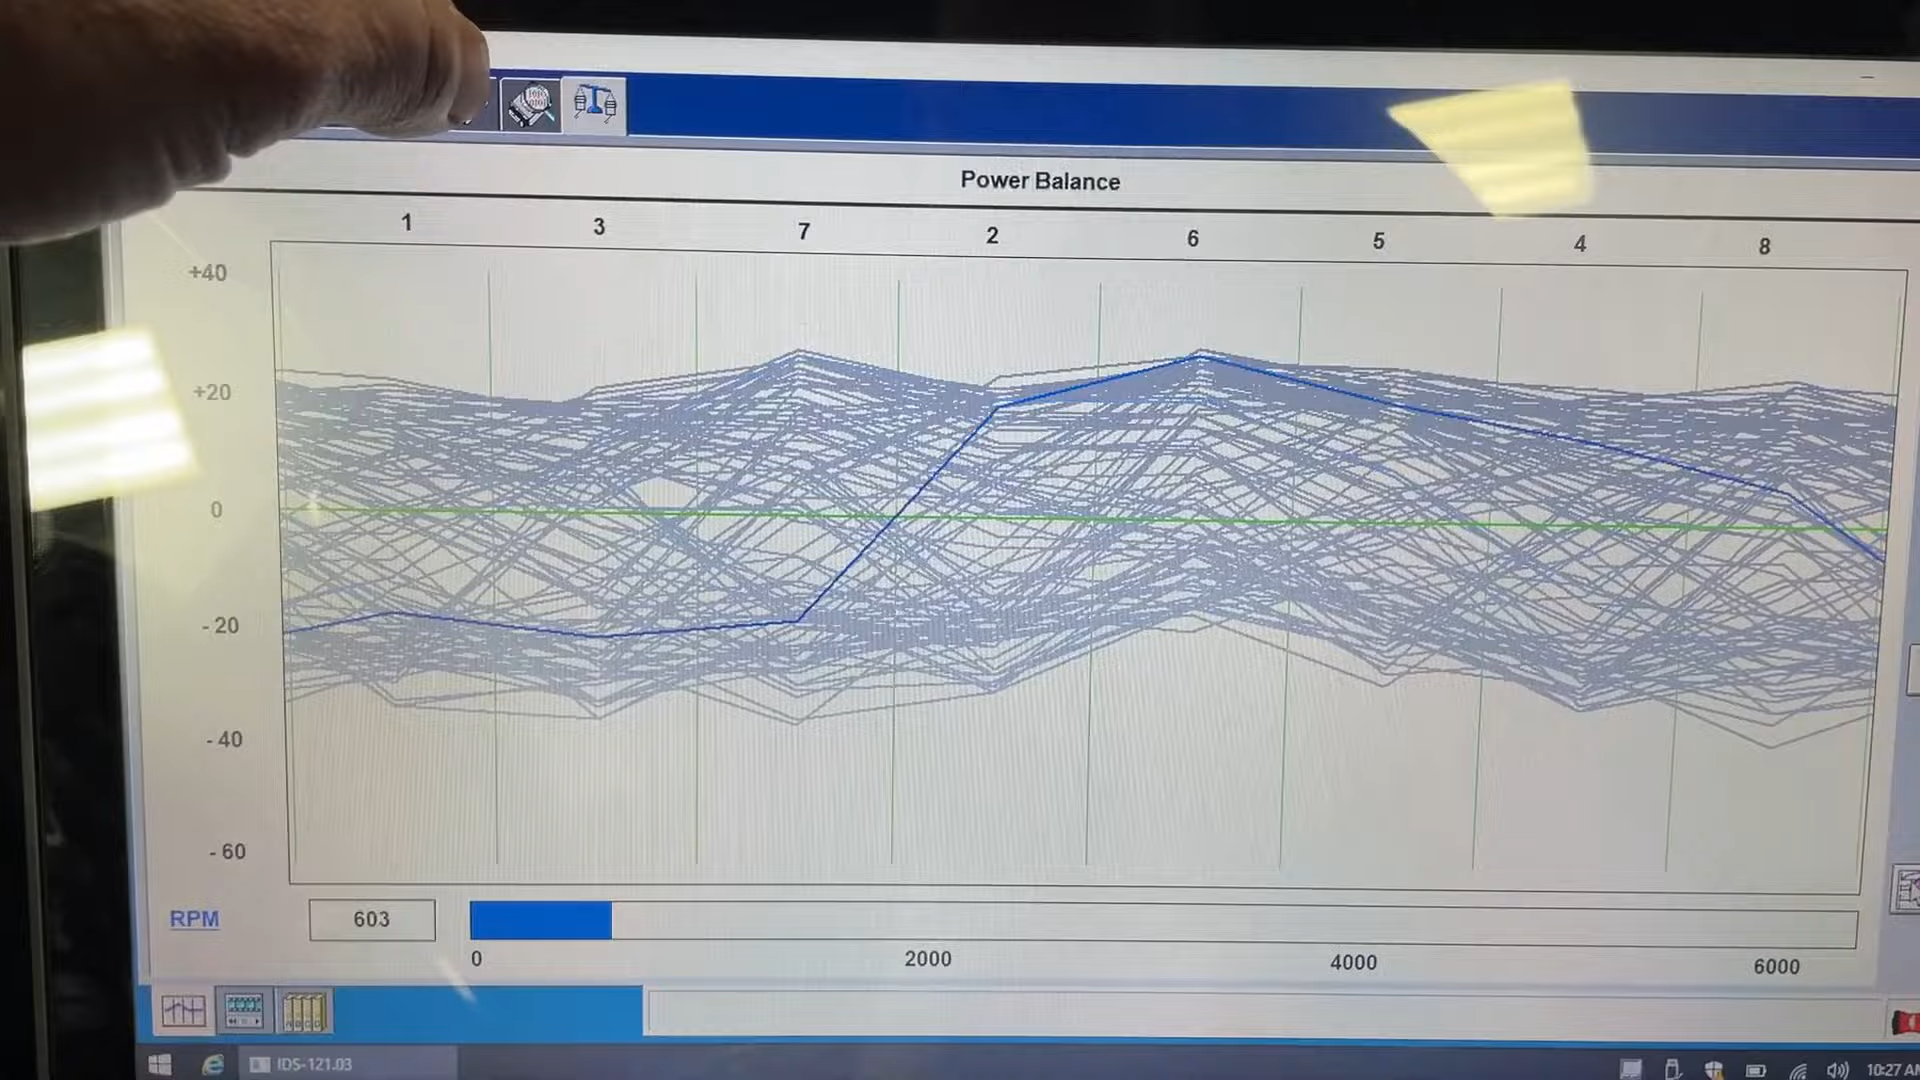 Power Balance
1 3 7 2 6 5 4 8
+40
+20
0
- 20
- 40
- 60
RPM 603
0 2000 4000 6000
IDS-121.03
10:27 AM